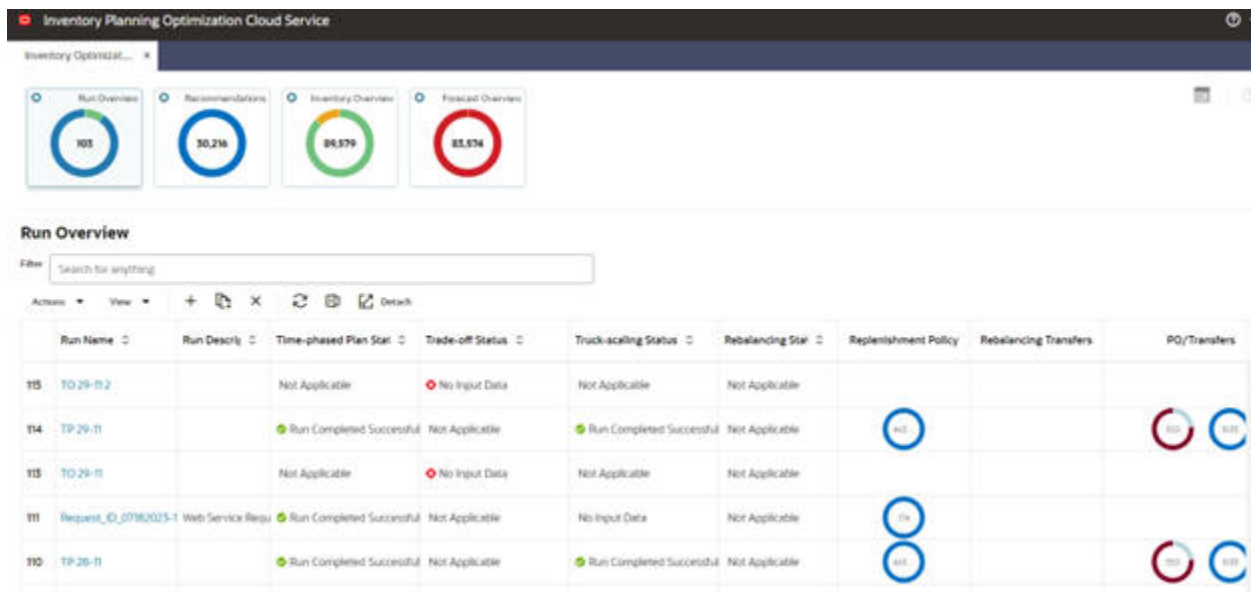 Inventory Planning Optimization Cloud Service
Inventory Optimizat... ×
Run Overview
103
Recommendations
30,216
Inventory Overview
89,579
Forecast Overview
83,574
Run Overview
Filter Search for anything
Actions View Detach
Run Name Run Descrip Time-phased Plan Stat Trade-off Status Truck-scaling Status Rebalancing Stat Replenishment Policy Rebalancing Transfers PO/Transfers
115 TO 29-11 2 Not Applicable No Input Data Not Applicable Not Applicable
114 TP 29-11 Run Completed Successful Not Applicable Run Completed Successful Not Applicable
113 TO 29-11 Not Applicable No Input Data Not Applicable Not Applicable
111 Request_ID_07182023-1 Web Service Requ Run Completed Successful Not Applicable No Input Data Not Applicable
110 TP 28-11 Run Completed Successful Not Applicable Run Completed Successful Not Applicable